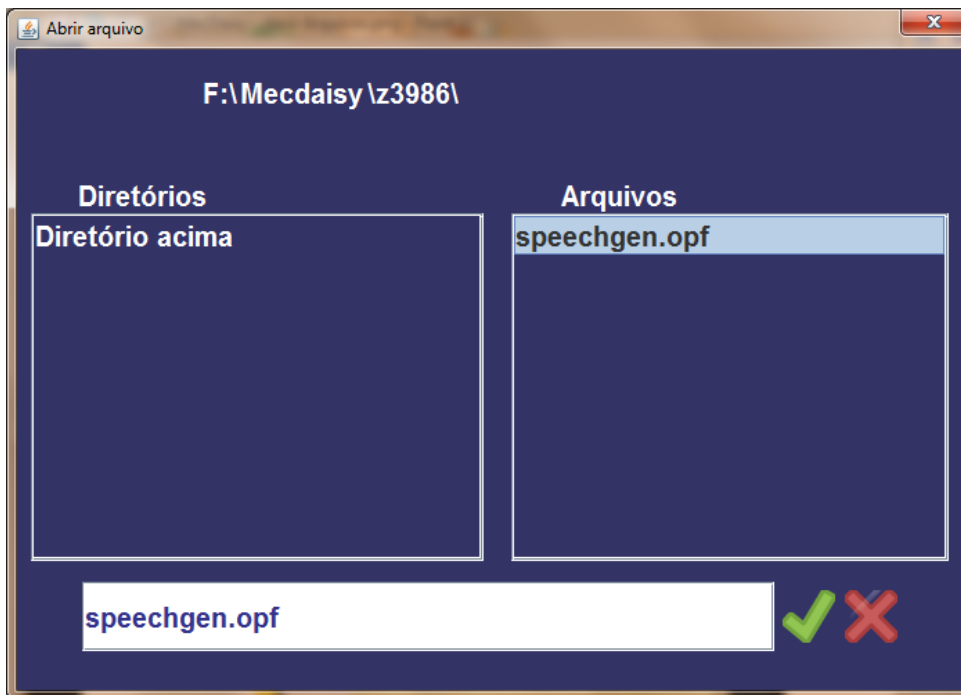 Abrir arquivo
F:\Mecdaisy\z3986\
Diretórios
Arquivos
Diretório acima
speechgen.opf
speechgen.opf